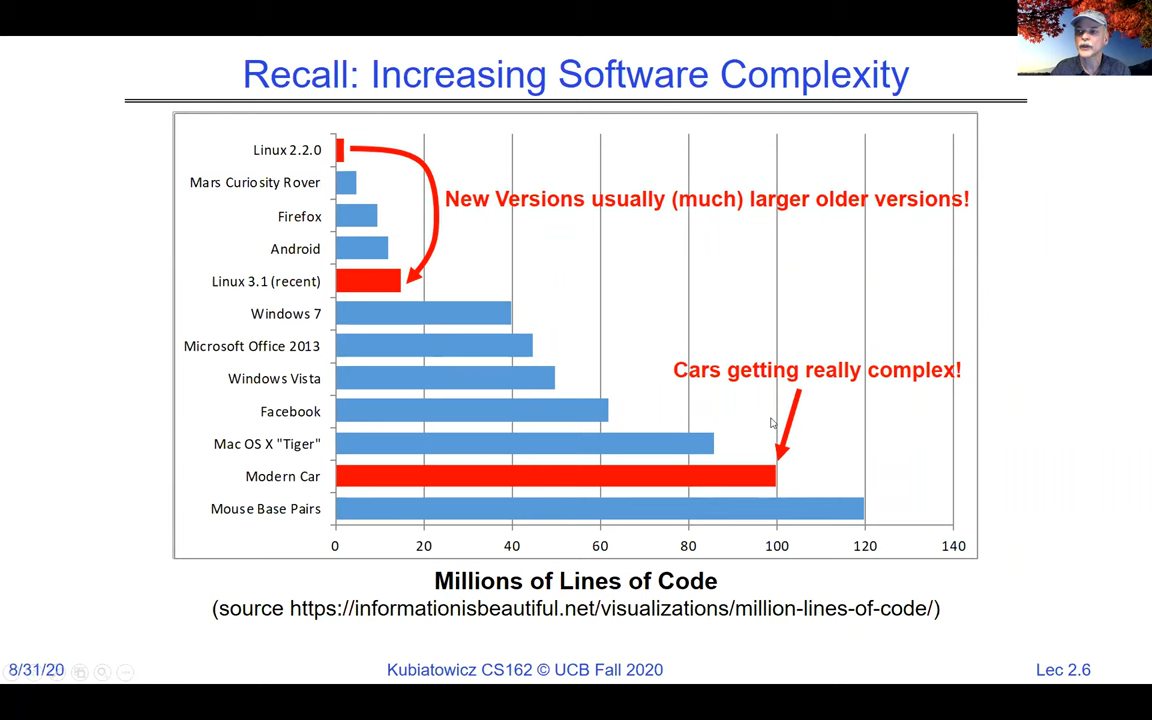 Recall: Increasing Software Complexity
Linux 2.2.0
Mars Curiosity Rover
New Versions usually (much) larger older versions!
Firefox
Android
Linux 3.1 (recent)
Windows 7
Microsoft Office 2013
Cars getting really complex!
Windows Vista
Facebook
Mac OS X "Tiger"
Modern Car
Mouse Base Pairs
0 20 40 60 80 100 120 140
Millions of Lines of Code
(source https://informationisbeautiful.net/visualizations/million-lines-of-code/)
8/31/20 Kubiatowicz CS162 © UCB Fall 2020 Lec 2.6